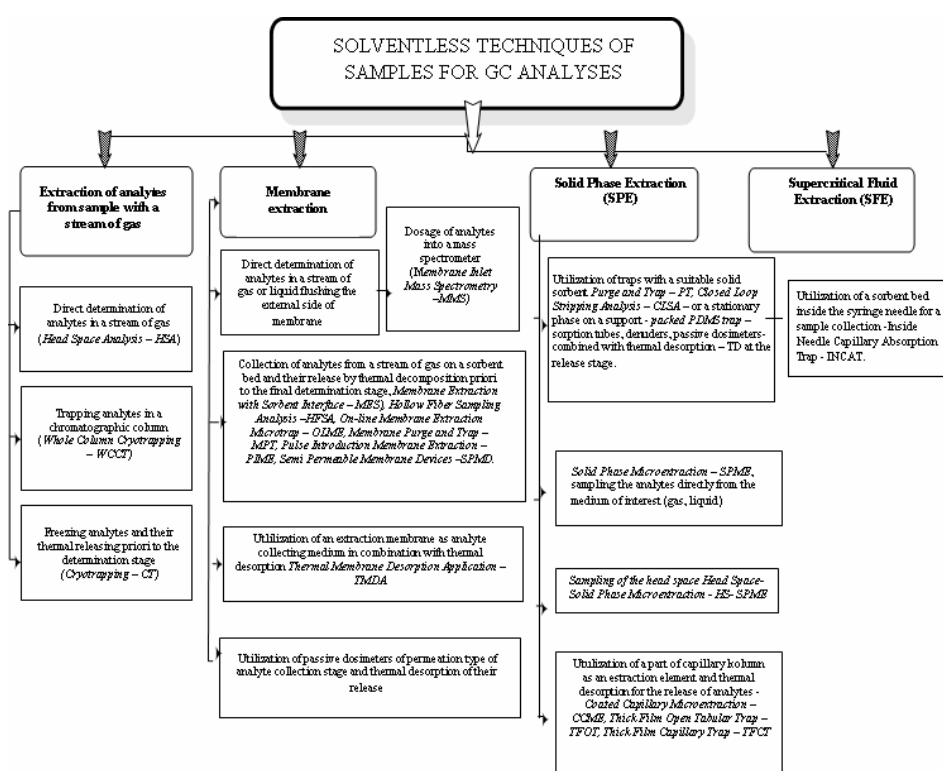 SOLVENTLESS TECHNIQUES OF
SAMPLES FOR GC ANALYSES
Extraction of analytes
from sample with a
stream of gas
Direct determination of
analytes in a stream of gas
(Head Space Analysis – HSA)
Trapping analytes in a
chromatographic column
(Whole Column Cryotrapping
– WCCT)
Freezing analytes and their
thermal releasing priori to the
determination stage
(Cryotrapping – CT)
Membrane
extraction
Direct determination of
analytes in a stream of
gas or liquid flushing the
external side of
membrane
Dosage of analytes
into a mass
spectrometer
(Membrane Inlet
Mass Spectrometry
–MMS)
Collection of analytes from a stream of gas on a sorbent
bed and their release by thermal decomposition priori
to the final determination stage, Membrane Extraction
with Sorbent Interface – MES), Hollow Fiber Sampling
Analysis –HFSA, On-line Membrane Extraction
Microtrap – OLME, Membrane Purge and Trap –
MPT, Pulse Introduction Membrane Extraction –
PIME, Semi Permeable Membrane Devices –SPMD.
Utilization of an extraction membrane as analyte
collecting medium in combination with thermal
desorption Thermal Membrane Desorption Application –
TMDA
Utilization of passive dosimeters of permeation type of
analyte collection stage and thermal desorption of their
release
Solid Phase Extraction
(SPE)
Utilization of traps with a suitable solid
sorbent Purge and Trap – PT, Closed Loop
Stripping Analysis – CLSA – or a stationary
phase on a support - packed PDMS trap –
sorption tubes, denuders, passive dosimeters-
combined with thermal desorption – TD at the
release stage.
Solid Phase Microentraction – SPME,
sampling the analytes directly from the
medium of interest (gas, liquid)
Sampling of the head space Head Space-
Solid Phase Microentraction - HS- SPME
Utilization of a part of capillary kolumn
as an extraction element and thermal
desorption for the release of analytes -
Coated Capillary Microextraction –
CCME, Thick Film Open Tabular Trap –
TFOT, Thick Film Capillary Trap – TFCT
Supercritical Fluid
Extraction (SFE)
Utilization of a sorbent bed
inside the syringe needle for a
sample collection -Inside
Needle Capillary Absorption
Trap - INCAT.